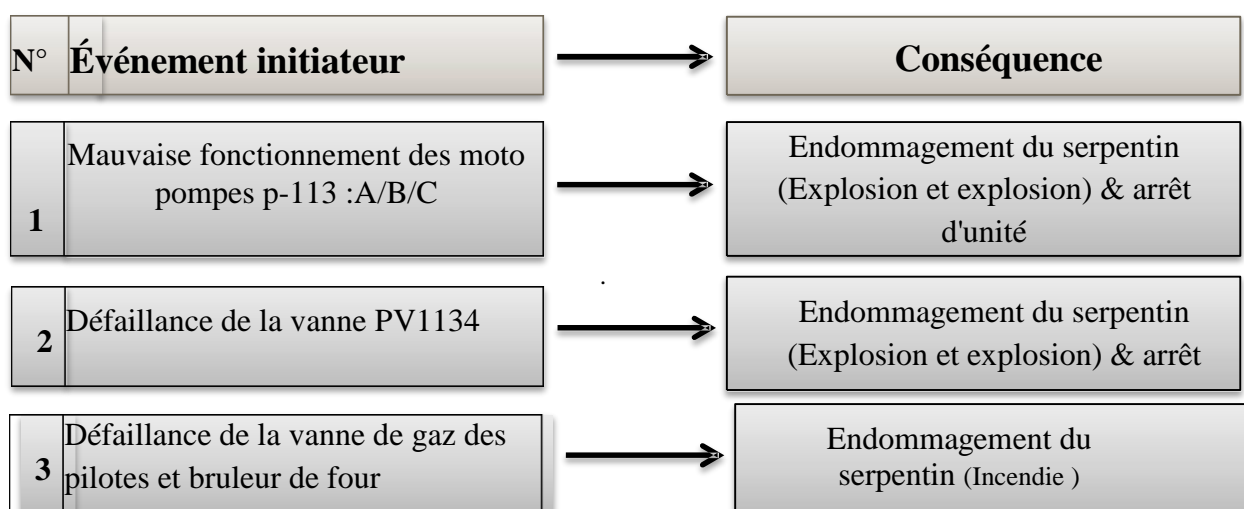 N° Événement initiateur
Conséquence
1
Mauvaise fonctionnement des moto
pompes p-113 :A/B/C
Endommagement du serpentin
(Explosion et explosion) & arrêt
d'unité
.
2
Défaillance de la vanne PV1134
Endommagement du serpentin
(Explosion et explosion) & arrêt
3
Défaillance de la vanne de gaz des
pilotes et bruleur de four
Endommagement du
serpentin (Incendie )